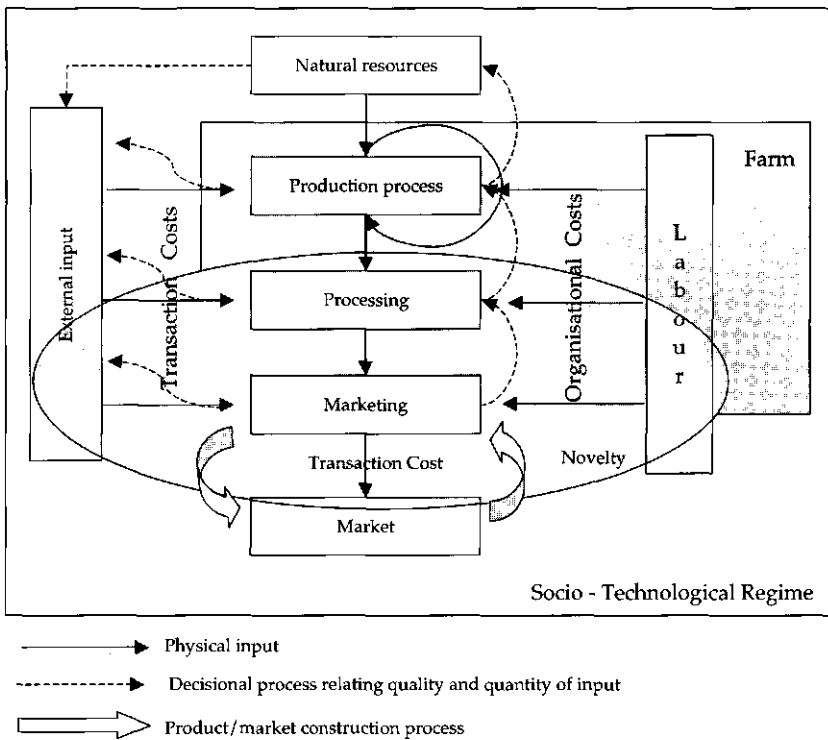 Natural resources
Farm
Production process
External input
Transaction Costs
Organisational Costs
Labour
Processing
Marketing
Transaction Cost
Novelty
Market
Socio - Technological Regime
Physical input
Decisional process relating quality and quantity of input
Product/market construction process